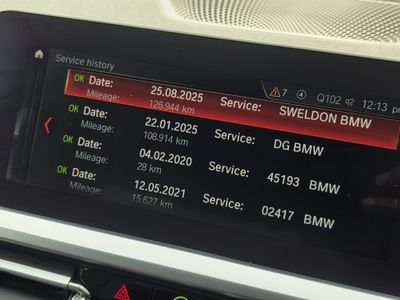 Service history
7 Q102 12:13 pm
OK Date: 25.08.2025 Service: SWELDON BMW
Mileage: 126.944 km
OK Date: 22.01.2025 Service: DG BMW
Mileage: 108.914 km
OK Date: 04.02.2020 Service: 45193 BMW
Mileage: 28 km
OK Date: 12.05.2021 Service: 02417 BMW
Mileage: 15.627 km